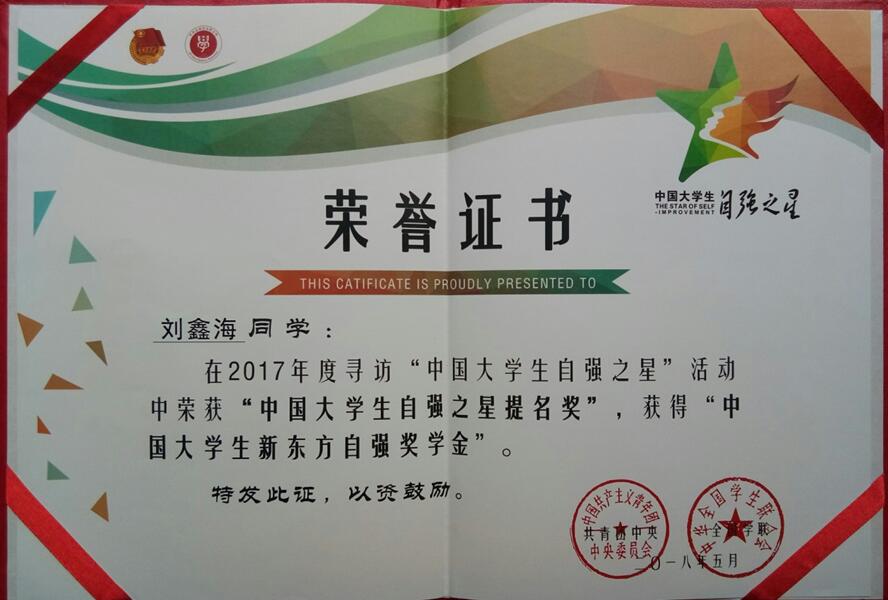 中国大学生
THE STAR OF SELF
-IMPROVEMENT
自强之星
荣誉证书
THIS CATIFICATE IS PROUDLY PRESENTED TO
刘鑫海同学：
在2017年度寻访“中国大学生自强之星”活动
中荣获“中国大学生自强之星提名奖”，获得“中
国大学生新东方自强奖学金”。
特发此证，以资鼓励。
中国共产主义青年团
中央委员会
中华全国学生联合会
共青团中央
全国学联
二〇一八年五月